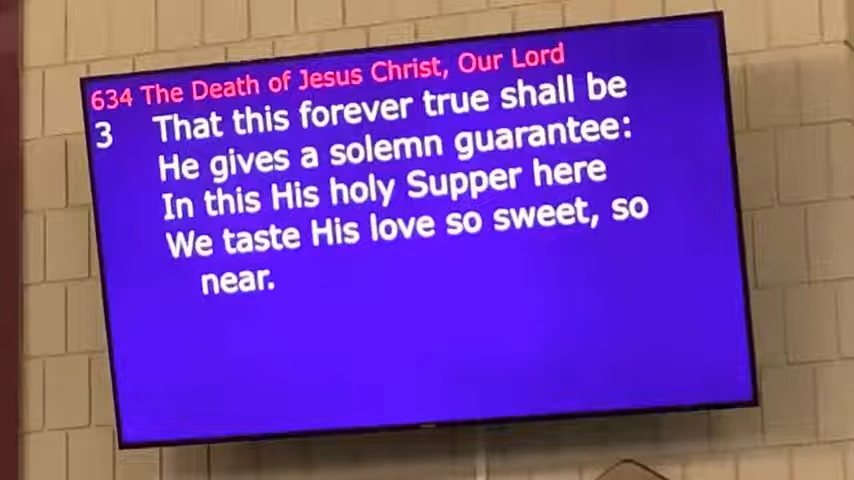 634 The Death of Jesus Christ, Our Lord
3 That this forever true shall be
He gives a solemn guarantee:
In this His holy Supper here
We taste His love so sweet, so
near.